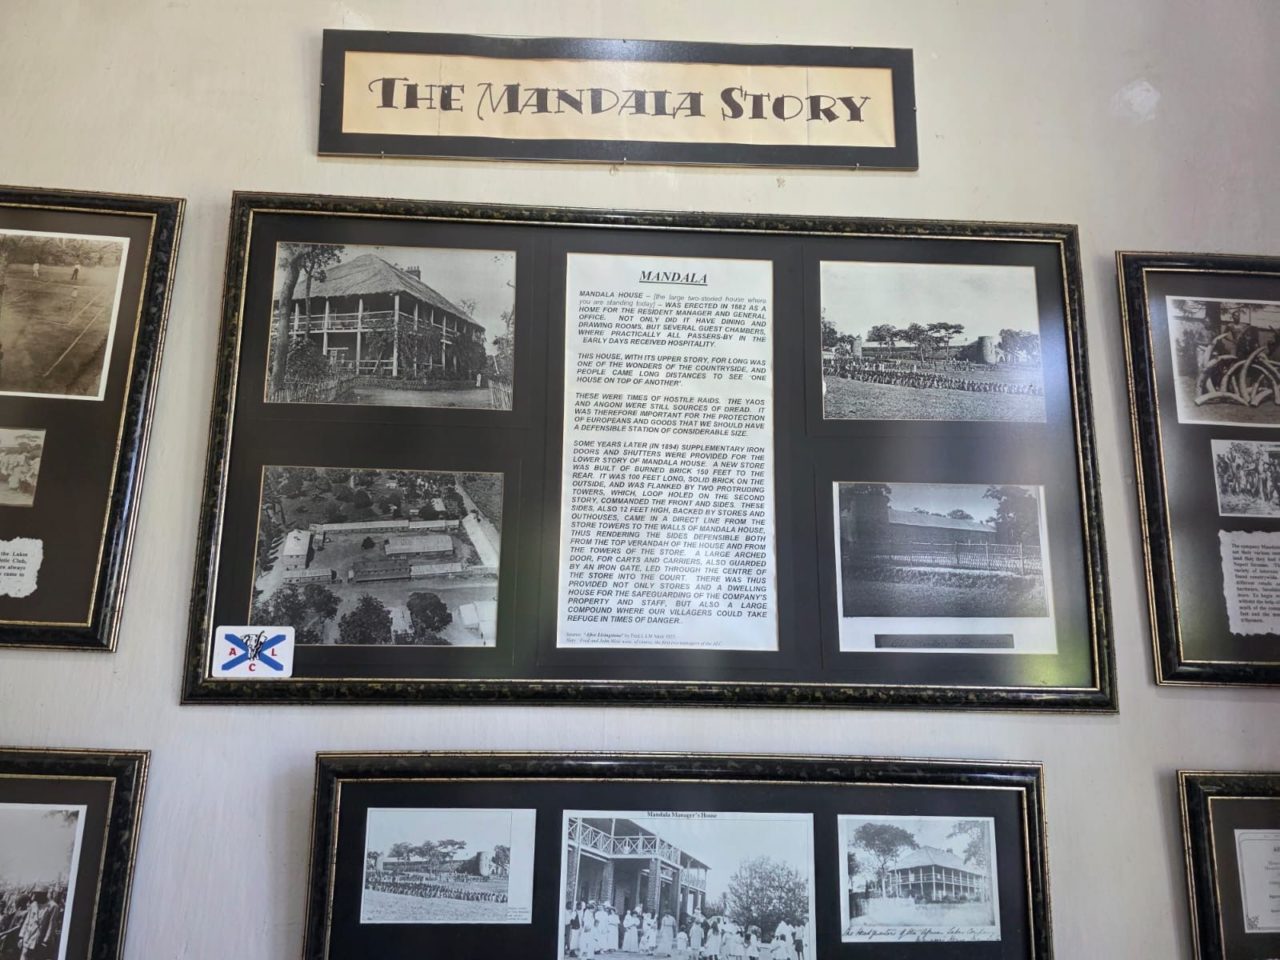 THE MANDALA STORY
MANDALA
MANDALA HOUSE – [the large two-storied house where
you are standing today] – WAS ERECTED IN 1882 AS A
HOME FOR THE RESIDENT MANAGER AND GENERAL
OFFICE. NOT ONLY DID IT HAVE DINING AND
DRAWING ROOMS, BUT SEVERAL GUEST CHAMBERS,
WHERE PRACTICALLY ALL PASSERS-BY IN THE
EARLY DAYS RECEIVED HOSPITALITY.
THIS HOUSE, WITH ITS UPPER STORY, FOR LONG WAS
ONE OF THE WONDERS OF THE COUNTRYSIDE, AND
PEOPLE CAME LONG DISTANCES TO SEE 'ONE
HOUSE ON TOP OF ANOTHER'.
THESE WERE TIMES OF HOSTILE RAIDS. THE YAOS
AND ANGONI WERE STILL SOURCES OF DREAD. IT
WAS THEREFORE IMPORTANT FOR THE PROTECTION
OF EUROPEANS AND GOODS THAT WE SHOULD HAVE
A DEFENSIBLE STATION OF CONSIDERABLE SIZE.
SOME YEARS LATER (IN 1894) SUPPLEMENTARY IRON
DOORS AND SHUTTERS WERE PROVIDED FOR THE
LOWER STORY OF MANDALA HOUSE. A NEW STORE
WAS BUILT OF BURNED BRICK 150 FEET TO THE
REAR. IT WAS 100 FEET LONG, SOLID BRICK ON THE
OUTSIDE, AND WAS FLANKED BY TWO PROTRUDING
TOWERS, WHICH, LOOP HOLED ON THE SECOND
STORY, COMMANDED THE FRONT AND SIDES. THESE
SIDES, ALSO 12 FEET HIGH, BACKED BY STORES AND
OUTHOUSES, CAME IN A DIRECT LINE FROM THE
STORE TOWERS TO THE WALLS OF MANDALA HOUSE,
THUS RENDERING THE SIDES DEFENSIBLE BOTH
FROM THE TOP VERANDAH OF THE HOUSE AND FROM
THE TOWERS OF THE STORE. A LARGE ARCHED
DOOR, FOR CARTS AND CARRIERS, ALSO GUARDED
BY AN IRON GATE, LED THROUGH THE CENTRE OF
THE STORE INTO THE COURT. THERE WAS THUS
PROVIDED NOT ONLY STORES AND A DWELLING
HOUSE FOR THE SAFEGUARDING OF THE COMPANY'S
PROPERTY AND STAFF, BUT ALSO A LARGE
COMPOUND WHERE OUR VILLAGERS COULD TAKE
REFUGE IN TIMES OF DANGER.
Source: "After Livingstone" by Fred
A L
C
Mandala Manager's House
the Lakes
Club,
always
came to
The company